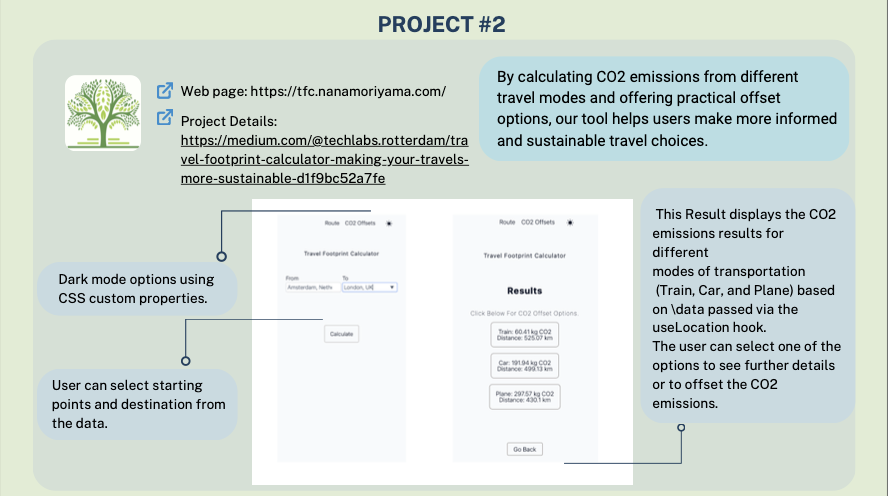 PROJECT #2
Web page: https://tfc.nanamoriyama.com/
Project Details:
https://medium.com/@techlabs.rotterdam/tra
vel-footprint-calculator-making-your-travels-
more-sustainable-d1f9bc52a7fe
By calculating CO2 emissions from different
travel modes and offering practical offset
options, our tool helps users make more informed
and sustainable travel choices.
Dark mode options using
CSS custom properties.
User can select starting
points and destination from
the data.
Route CO2 Offsets
Travel Footprint Calculator
From To
Amsterdam, Neth London, UK
Calculate
Route CO2 Offsets
Travel Footprint Calculator
Results
Click Below For CO2 Offset Options
Train: 60.41 kg CO2
Distance: 525.07 km
Car: 191.94 kg CO2
Distance: 499.13 km
Plane: 297.57 kg CO2
Distance: 430.1 km
Go Back
This Result displays the CO2
emissions results for
different
modes of transportation
(Train, Car, and Plane) based
on \data passed via the
useLocation hook.
The user can select one of the
options to see further details
or to offset the CO2
emissions.